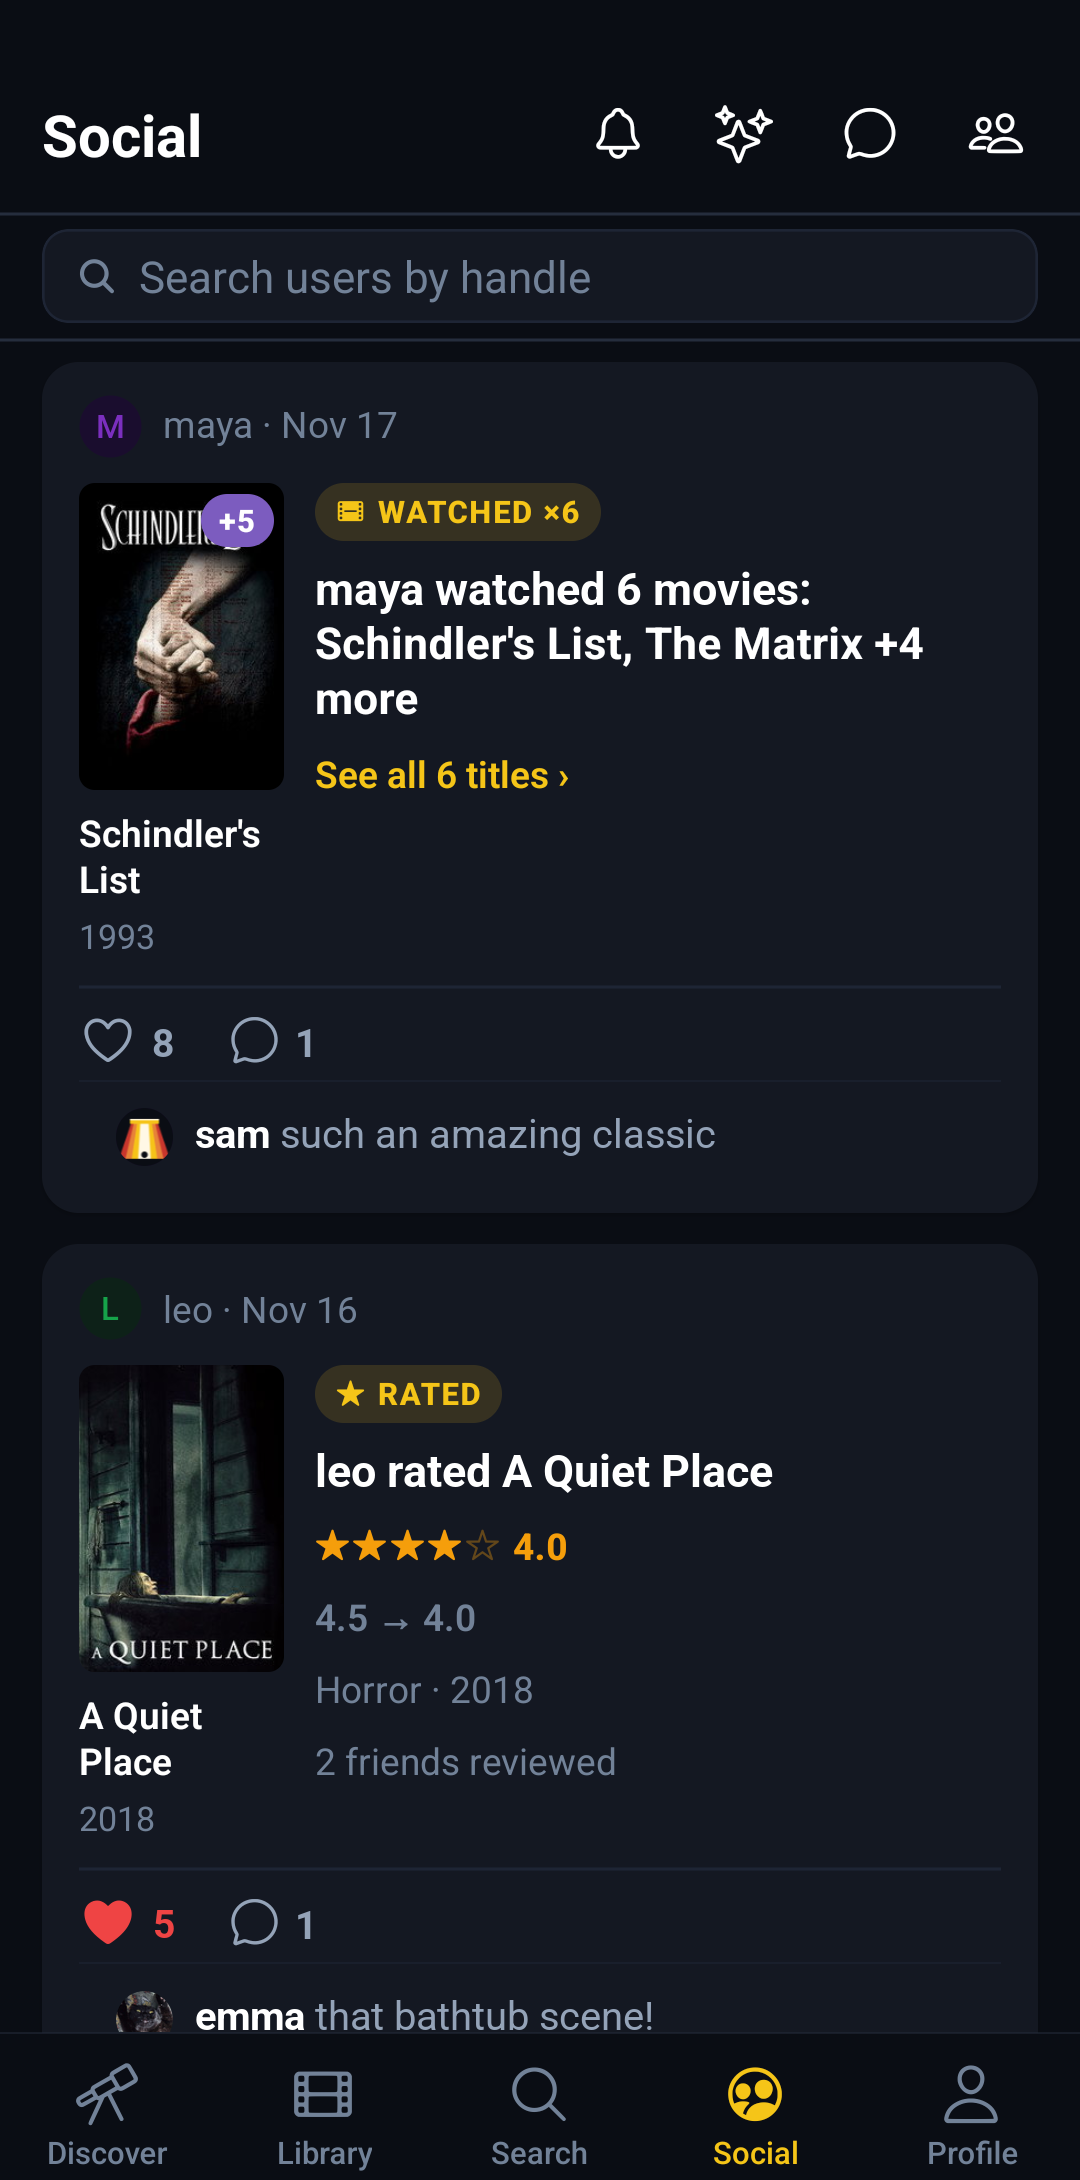 Social
Search users by handle
M
maya · Nov 17
SCHINDLER
+5
WATCHED ×6
maya watched 6 movies:
Schindler's List, The Matrix +4
more
See all 6 titles ›
Schindler's
List
1993
8
1
sam such an amazing classic
L
leo · Nov 16
A QUIET PLACE
RATED
leo rated A Quiet Place
★★★★☆ 4.0
4.5 → 4.0
Horror · 2018
2 friends reviewed
A Quiet
Place
2018
5
1
emma that bathtub scene!
Discover
Library
Search
Social
Profile